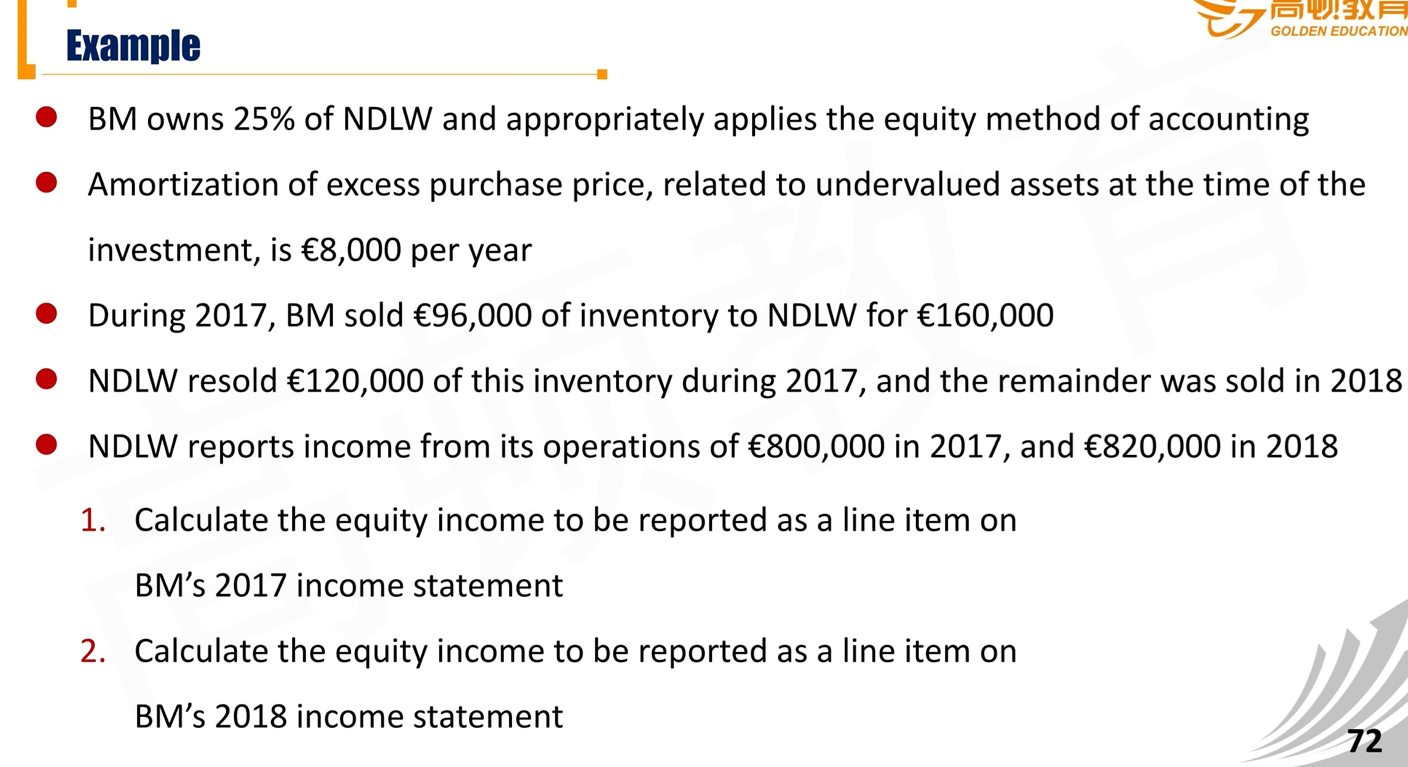 高顿教育
GOLDEN EDUCATION
Example
● BM owns 25% of NDLW and appropriately applies the equity method of accounting
● Amortization of excess purchase price, related to undervalued assets at the time of the
investment, is €8,000 per year
● During 2017, BM sold €96,000 of inventory to NDLW for €160,000
● NDLW resold €120,000 of this inventory during 2017, and the remainder was sold in 2018
● NDLW reports income from its operations of €800,000 in 2017, and €820,000 in 2018
1. Calculate the equity income to be reported as a line item on
BM’s 2017 income statement
2. Calculate the equity income to be reported as a line item on
BM’s 2018 income statement
72
高顿教育